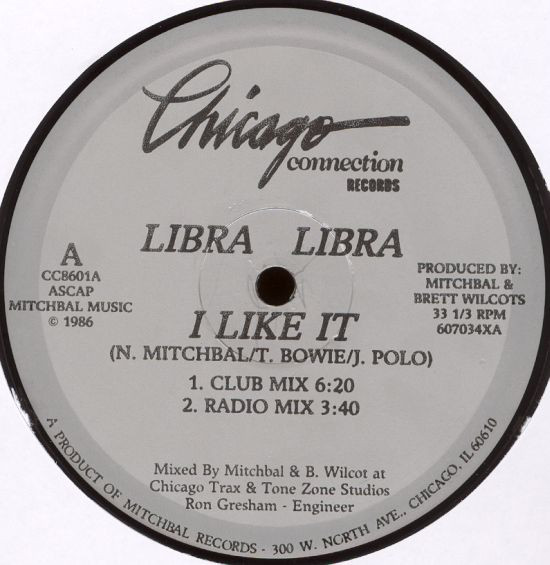 Chicago
connection
RECORDS
LIBRA LIBRA
A
CC8601A
ASCAP
MITCHBAL MUSIC
© 1986
PRODUCED BY:
MITCHBAL &
BRETT WILCOTS
33 1/3 RPM
607034XA
I LIKE IT
(N. MITCHBAL/T. BOWIE/J. POLO)
1. CLUB MIX 6:20
2. RADIO MIX 3:40
Mixed By Mitchbal & B. Wilcot at
Chicago Trax & Tone Zone Studios
Ron Gresham - Engineer
A PRODUCT OF MITCHBAL RECORDS - 300 W. NORTH AVE., CHICAGO, IL 60610